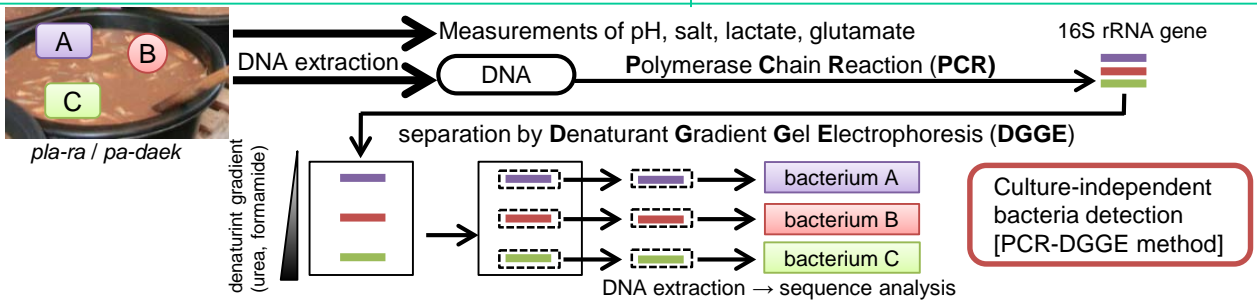 A
B
C
pla-ra / pa-daek
Measurements of pH, salt, lactate, glutamate
DNA extraction
DNA
Polymerase Chain Reaction (PCR)
16S rRNA gene
separation by Denaturant Gradient Gel Electrophoresis (DGGE)
denaturint gradient
(urea, formamide)
bacterium A
bacterium B
bacterium C
DNA extraction → sequence analysis
Culture-independent
bacteria detection
[PCR-DGGE method]